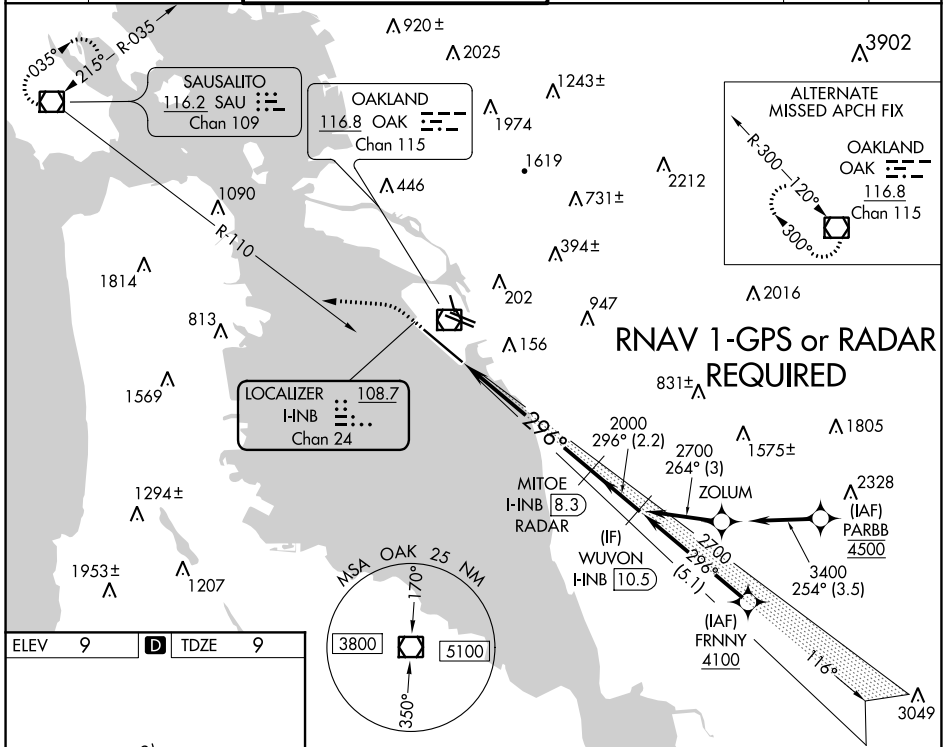 920±
2025
3902
035°
215°
R-035
SAUSALITO
116.2 SAU
Chan 109
OAKLAND
116.8 OAK
Chan 115
1243±
1974
1619
ALTERNATE
MISSED APCH FIX
R-300
120°
300°
OAKLAND
OAK
116.8
Chan 115
446
1090
R-110
731±
2212
394±
1814
202
947
2016
813
156
RNAV 1-GPS or RADAR
REQUIRED
1569
LOCALIZER 108.7
I-INB
Chan 24
831±
296°
2000
296° (2.2)
2700
264° (3)
1575±
1805
MITOE
I-INB 8.3
RADAR
ZOLUM
2328
(IAF)
PARBB
4500
1294±
(IF)
WUVON
I-INB 10.5
2700
296°
(5.1)
3400
254° (3.5)
1953±
1207
MSA OAK 25 NM
170°
3800
5100
350°
(IAF)
FRNNY
4100
116°
3049
ELEV 9 D TDZE 9